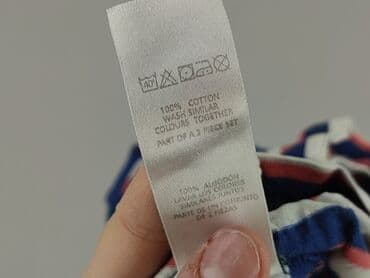 40°
100% COTTON
WASH SIMILAR
COLOURS TOGETHER
PART OF A 2 PIECE SET
100% ALGODÓN
LAVAR LOS COLORES
SIMILARES JUNTOS
PARTE DE UN CONJUNTO
DE 2 PIEZAS